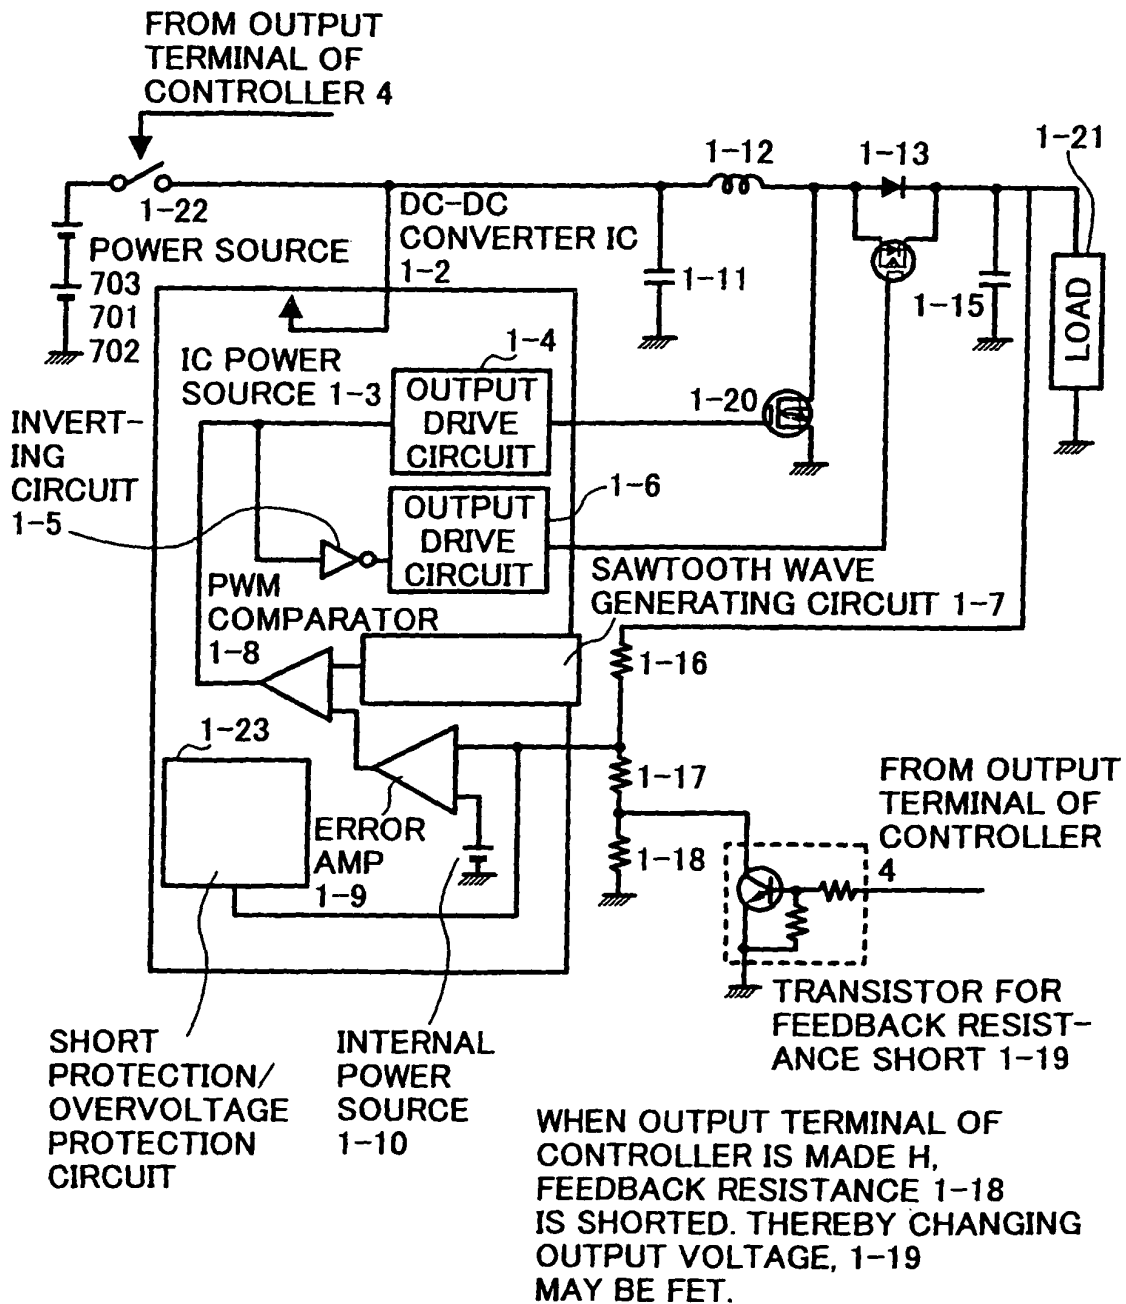 FROM OUTPUT
TERMINAL OF
CONTROLLER 4
1-22
POWER SOURCE
703
701
702
DC-DC
CONVERTER IC
1-2
1-12
1-13
1-21
1-11
1-15
LOAD
IC POWER
SOURCE 1-3
1-4
OUTPUT
DRIVE
CIRCUIT
1-20
INVERT-
ING
CIRCUIT
1-5
1-6
OUTPUT
DRIVE
CIRCUIT
SAWTOOTH WAVE
GENERATING CIRCUIT 1-7
PWM
COMPARATOR
1-8
1-16
1-23
1-17
FROM OUTPUT
TERMINAL OF
CONTROLLER
4
ERROR
AMP
1-9
1-18
TRANSISTOR FOR
FEEDBACK RESIST-
ANCE SHORT 1-19
SHORT
PROTECTION/
OVERVOLTAGE
PROTECTION
CIRCUIT
INTERNAL
POWER
SOURCE
1-10
WHEN OUTPUT TERMINAL OF
CONTROLLER IS MADE H,
FEEDBACK RESISTANCE 1-18
IS SHORTED. THEREBY CHANGING
OUTPUT VOLTAGE, 1-19
MAY BE FET.